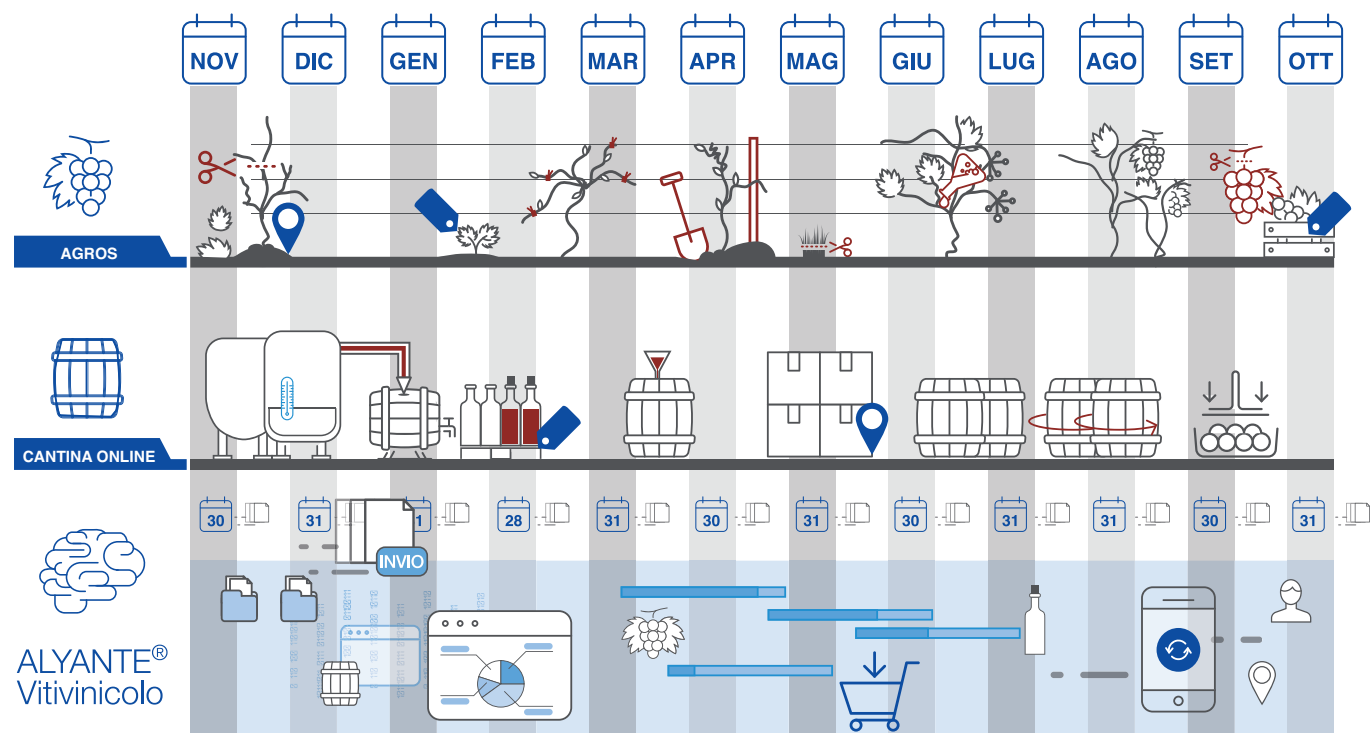 NOV DIC GEN FEB MAR APR MAG GIU LUG AGO SET OTT
AGROS
CANTINA ONLINE
30 31 1 28 31 30 31 30 31 31 30 31
INVIO
ALYANTE®
Vitivinicolo